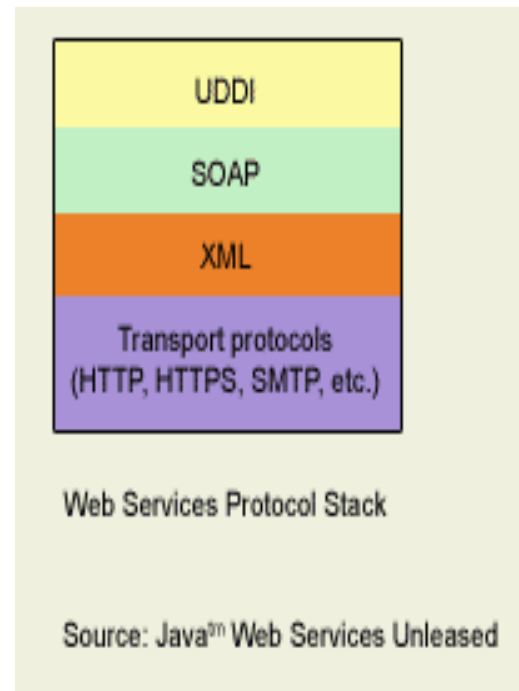 UDDI
SOAP
XML
Transport protocols
(HTTP, HTTPS, SMTP, etc.)
Web Services Protocol Stack
Source: Java™ Web Services Unleased